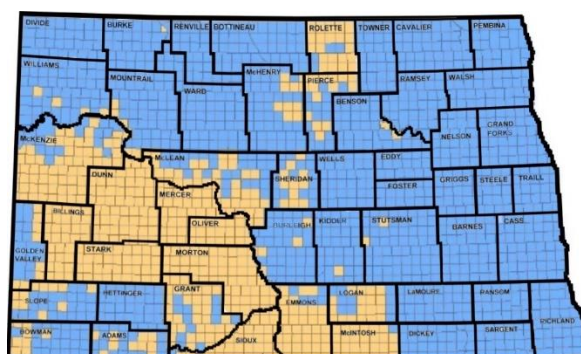 DIVIDE
BURKE
RENVILLE
BOTTINEAU
ROLETTE
TOWNER
CAVALIER
PEMBINA
WILLIAMS
MOUNTRAIL
WARD
McHENRY
PIERCE
RAMSEY
WALSH
BENSON
NELSON
GRAND
FORKS
McKENZIE
McLEAN
DUNN
MERCER
OLIVER
SHERIDAN
WELLS
EDDY
FOSTER
GRIGGS
STEELE
TRAILL
BILLINGS
GOLDEN
VALLEY
STARK
MORTON
BURLEIGH
KIDDER
STUTSMAN
BARNES
CASS
SLOPE
HETTINGER
GRANT
EMMONS
LOGAN
LaMOURE
RANSOM
RICHLAND
BOWMAN
ADAMS
SIOUX
McINTOSH
DICKEY
SARGENT